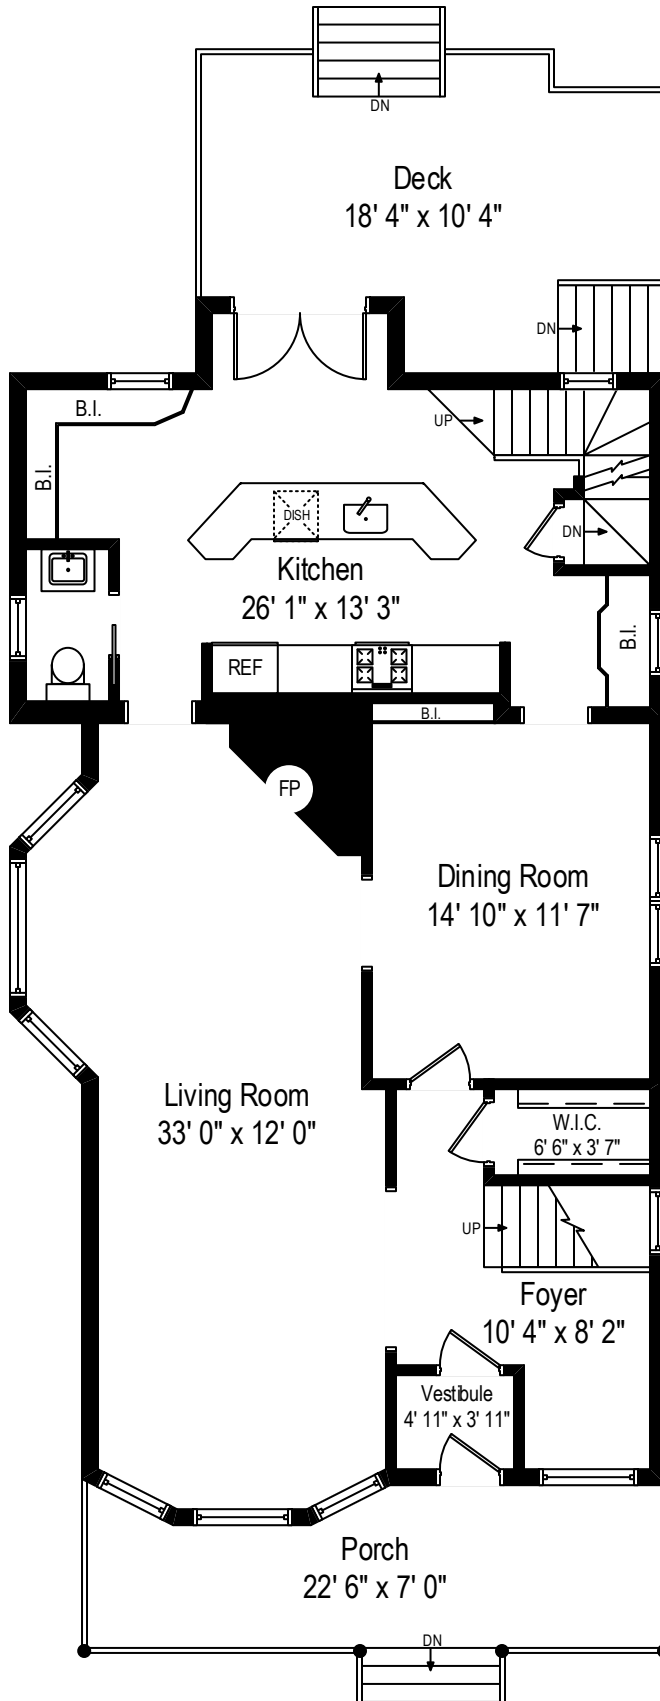 DN
Deck
18' 4" x 10' 4"
DN
B.I.
UP
B.I.
DISH
DN
Kitchen
26' 1" x 13' 3"
B.I.
REF
B.I.
FP
Dining Room
14' 10" x 11' 7"
Living Room
33' 0" x 12' 0"
W.I.C.
6' 6" x 3' 7"
UP
Foyer
10' 4" x 8' 2"
Vestibule
4' 11" x 3' 11"
Porch
22' 6" x 7' 0"
DN